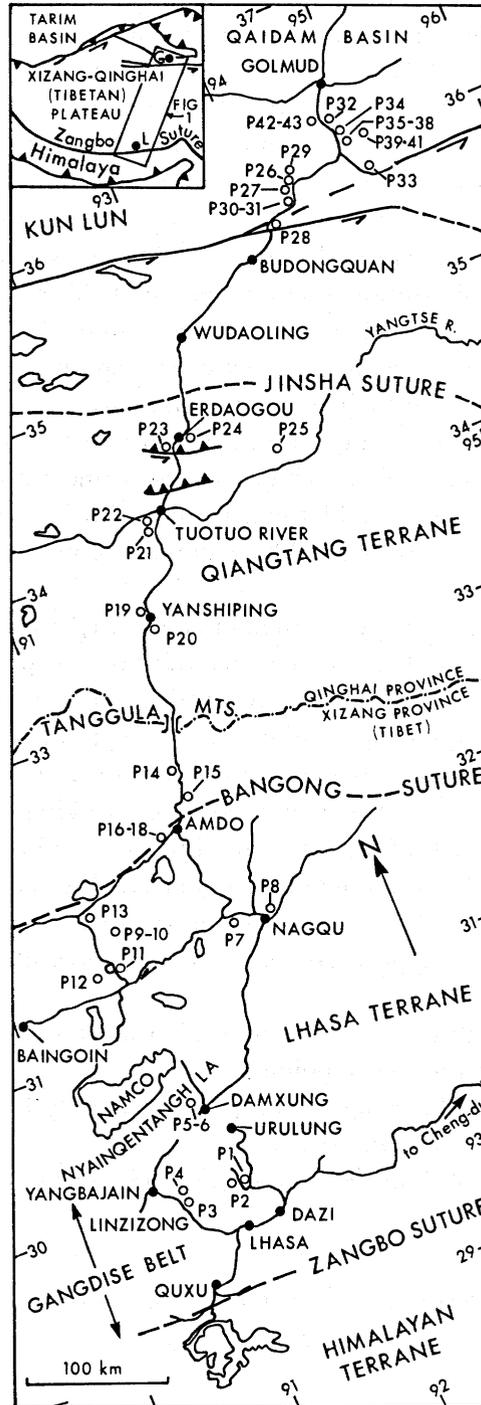 TARIM
BASIN
G
XIZANG-QINGHAI
(TIBETAN)
PLATEAU
FIG
1
Zangbo
L
Suture
Himalaya
37
95
96
QAIDAM BASIN
GOLMUD
94
36
P32
P34
P42-43
P35-38
P39-41
P29
P26
P33
P27
P30-31
93
KUN LUN
P28
36
35
BUDONGQUAN
WUDAOLING
YANGTSE R.
JINSHA SUTURE
ERDAOGOU
35
34
95
P23
P24
P25
P22
TUOTUO RIVER
P21
QIANGTANG TERRANE
34
33
P19
YANSHIPING
91
P20
QINGHAI PROVINCE
TANGGULA MTS.
XIZANG PROVINCE
(TIBET)
33
32
P14
P15
BANGONG SUTURE
P16-18
AMDO
N
P8
P13
31
P9-10
P7
NAGQU
P11
P12
LHASA TERRANE
BAINGOIN
31
NAMCO
NYAINQENTANGH LA
DAMXUNG
P5-6
URULUNG
to Cheng-du
93
P1
P4
YANGBAJAIN
P2
P3
LINZIZONG
DAZI
LHASA
30
29
GANGDISE BELT
ZANGBO SUTURE
QUXU
HIMALAYAN
TERRANE
100 km
91
92